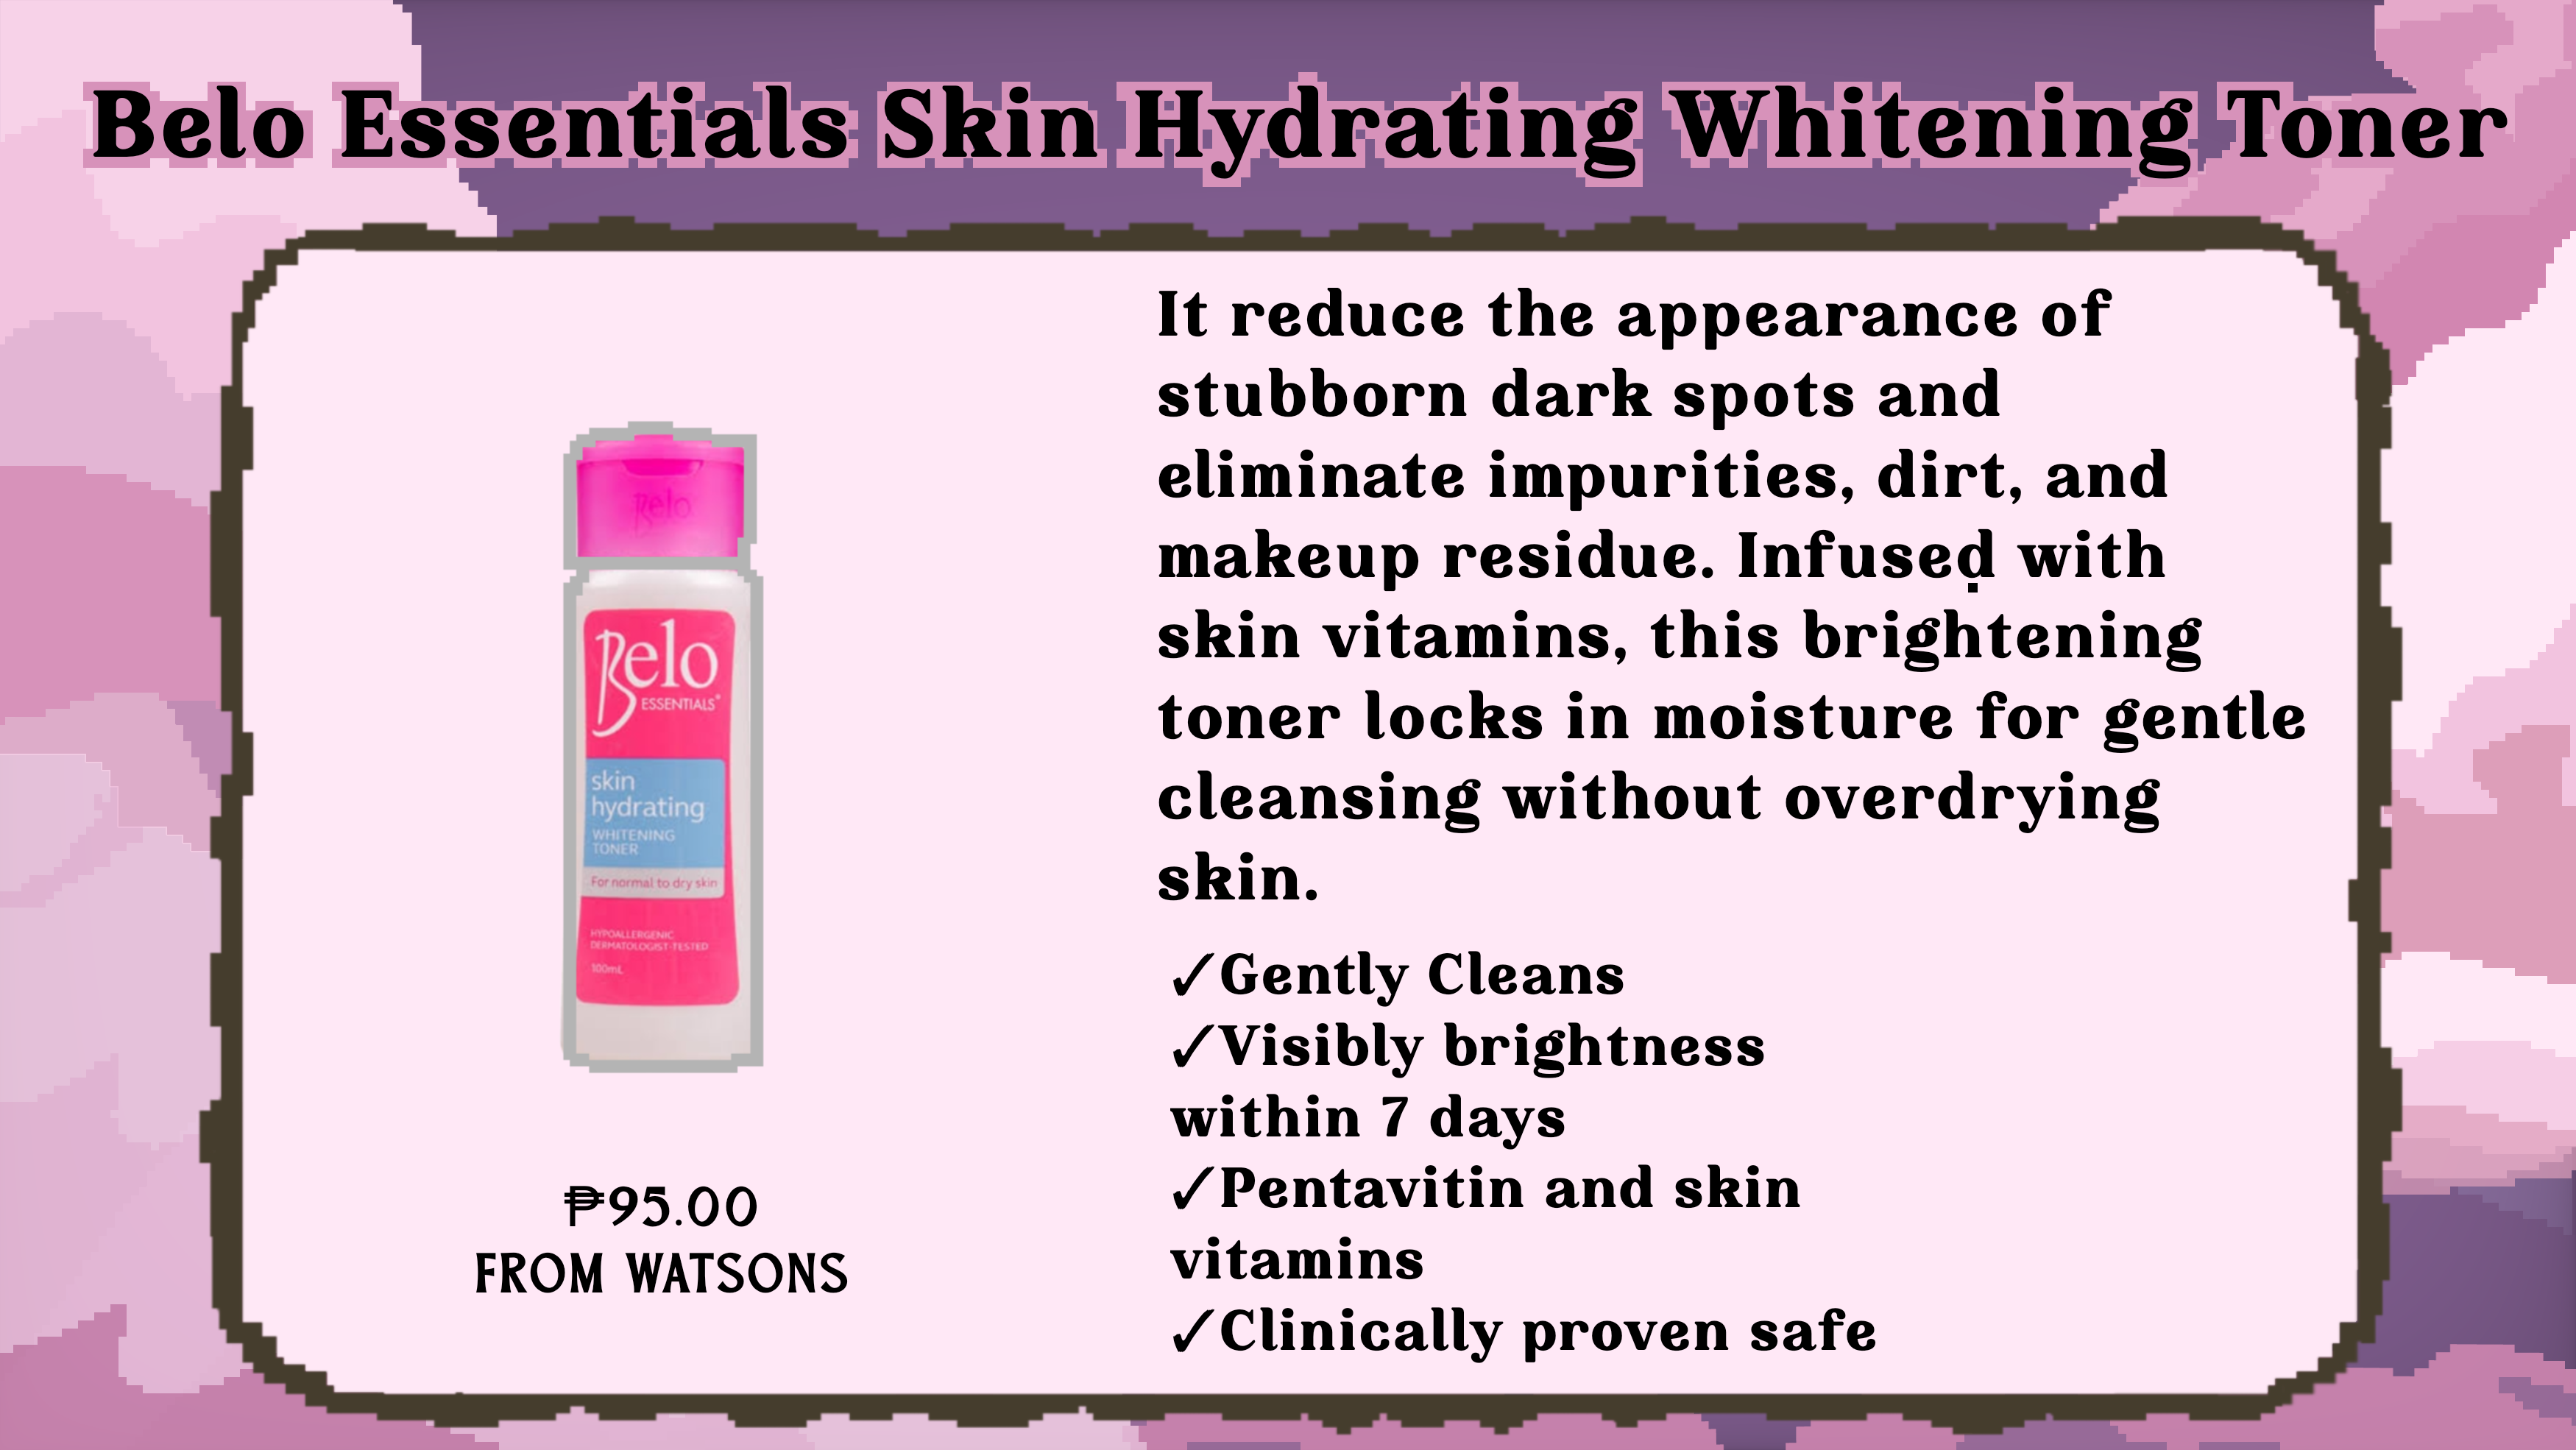 Belo Essentials Skin Hydrating Whitening Toner
Belo
Belo
ESSENTIALS
skin
hydrating
WHITENING
TONER
For normal to dry skin
HYPOALLERGENIC
DERMATOLOGIST-TESTED
100mL
₱95.00
FROM WATSONS
It reduce the appearance of
stubborn dark spots and
eliminate impurities, dirt, and
makeup residue. Infused with
skin vitamins, this brightening
toner locks in moisture for gentle
cleansing without overdrying
skin.
✓Gently Cleans
✓Visibly brightness
within 7 days
✓Pentavitin and skin
vitamins
✓Clinically proven safe